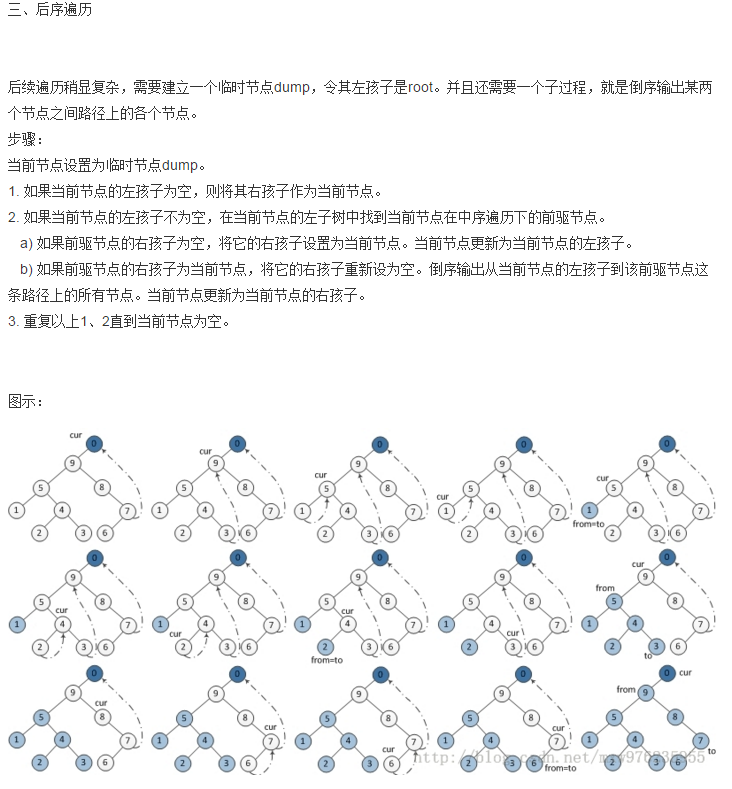 三、后序遍历
后续遍历稍显复杂，需要建立一个临时节点dump，令其左孩子是root。并且还需要一个子过程，就是倒序输出某两
个节点之间路径上的各个节点。
步骤：
当前节点设置为临时节点dump。
1. 如果当前节点的左孩子为空，则将其右孩子作为当前节点。
2. 如果当前节点的左孩子不为空，在当前节点的左子树中找到当前节点在中序遍历下的前驱节点。
a) 如果前驱节点的右孩子为空，将它的右孩子设置为当前节点。当前节点更新为当前节点的左孩子。
b) 如果前驱节点的右孩子为当前节点，将它的右孩子重新设为空。倒序输出从当前节点的左孩子到该前驱节点这
条路径上的所有节点。当前节点更新为当前节点的右孩子。
3. 重复以上1、2直到当前节点为空。
图示：
cur 0 0 0 0 0
cur
9 9 9 9 9
cur cur
5 8 5 8 5 8 5 8 5 8
cur
1 4 7 1 4 7 1 4 7 1 4 7 1 4 7
from=to
2 3 6 2 3 6 2 3 6 2 3 6 2 3 6
0 0 0 0 cur 0
9 9 9 9 9
from
5 8 5 8 5 8 5 8 5 8
cur cur
1 4 7 1 4 7 1 4 7 1 4 7 1 4 7
cur cur
2 3 6 2 3 6 2 3 6 2 3 6 2 3 6
from=to to
0 0 0 0 0 cur
9 9 9 9 from 9
cur
5 8 5 8 5 8 5 8 5 8
cur cur
1 4 7 1 4 7 1 4 7 1 4 7 1 4 7
cur to
2 3 6 2 3 6 2 3 6 2 3 6 from=to 2 3 6